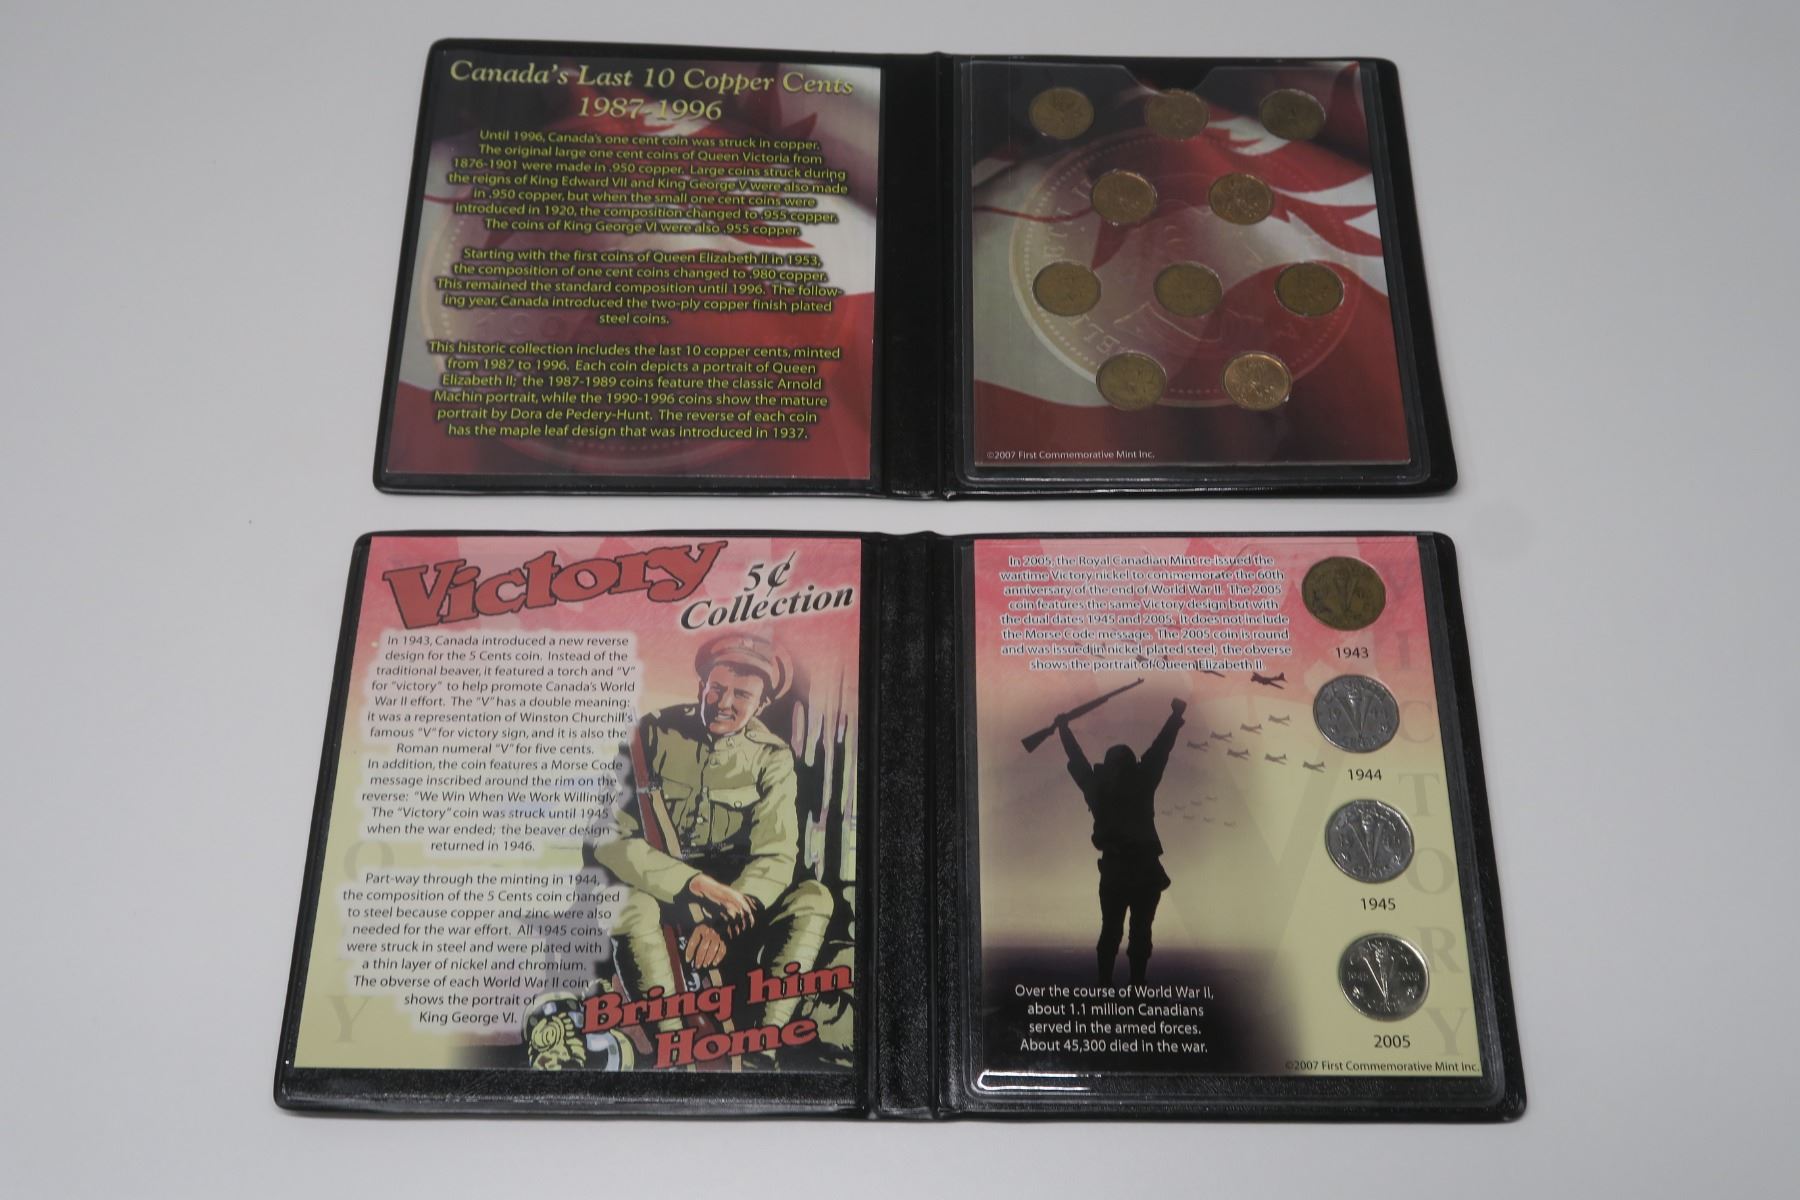 Canada's Last 10 Copper Cents
1987-1996
Until 1996, Canada's one cent coin was struck in copper.
The original large one cent coins of Queen Victoria from
1876-1901 were made in .950 copper. Large coins struck during
the reigns of King Edward VII and King George V were also made
in .950 copper, but when the small one cent coins were
introduced in 1920, the composition changed to .955 copper.
The coins of King George VI were also .955 copper.
Starting with the first coins of Queen Elizabeth II in 1953,
the composition of one cent coins changed to .980 copper.
This remained the standard composition until 1996. The follow-
ing year, Canada introduced the two-ply copper finish plated
steel coins.
This historic collection includes the last 10 copper cents, minted
from 1987 to 1996. Each coin depicts a portrait of Queen
Elizabeth II; the 1987-1989 coins feature the classic Arnold
Machin portrait, while the 1990-1996 coins show the mature
portrait by Dora de Pedery-Hunt. The reverse of each coin
has the maple leaf design that was introduced in 1937.
©2007 First Commemorative Mint Inc.
Victory
5¢
Collection
In 1943, Canada introduced a new reverse
design for the 5 Cents coin. Instead of the
traditional beaver, it featured a torch and "V"
for "victory" to help promote Canada's World
War II effort. The "V" has a double meaning:
it was a representation of Winston Churchill's
famous "V" for victory sign, and it is also the
Roman numeral "V" for five cents.
In addition, the coin features a Morse Code
message inscribed around the rim on the
reverse: "We Win When We Work Willingly."
The "Victory" coin was struck until 1945
when the war ended; the beaver design
returned in 1946.
Part-way through the minting in 1944,
the composition of the 5 Cents coin changed
to steel because copper and zinc were also
needed for the war effort. All 1945 coins
were struck in steel and were plated with
a thin layer of nickel and chromium.
The obverse of each World War II coin
shows the portrait of
King George VI.
Bring him
Home
In 2005, the Royal Canadian Mint re-issued the
wartime Victory nickel to commemorate the 60th
anniversary of the end of World War II. The 2005
coin features the same Victory design but with
the dual dates 1945 and 2005. It does not include
the Morse Code message. The 2005 coin is round
and was issued in nickel-plated steel; the obverse
shows the portrait of Queen Elizabeth II.
1943
1944
1945
1945 2005
CENTS
2005
VICTORY
Over the course of World War II,
about 1.1 million Canadians
served in the armed forces.
About 45,300 died in the war.
©2007 First Commemorative Mint Inc.